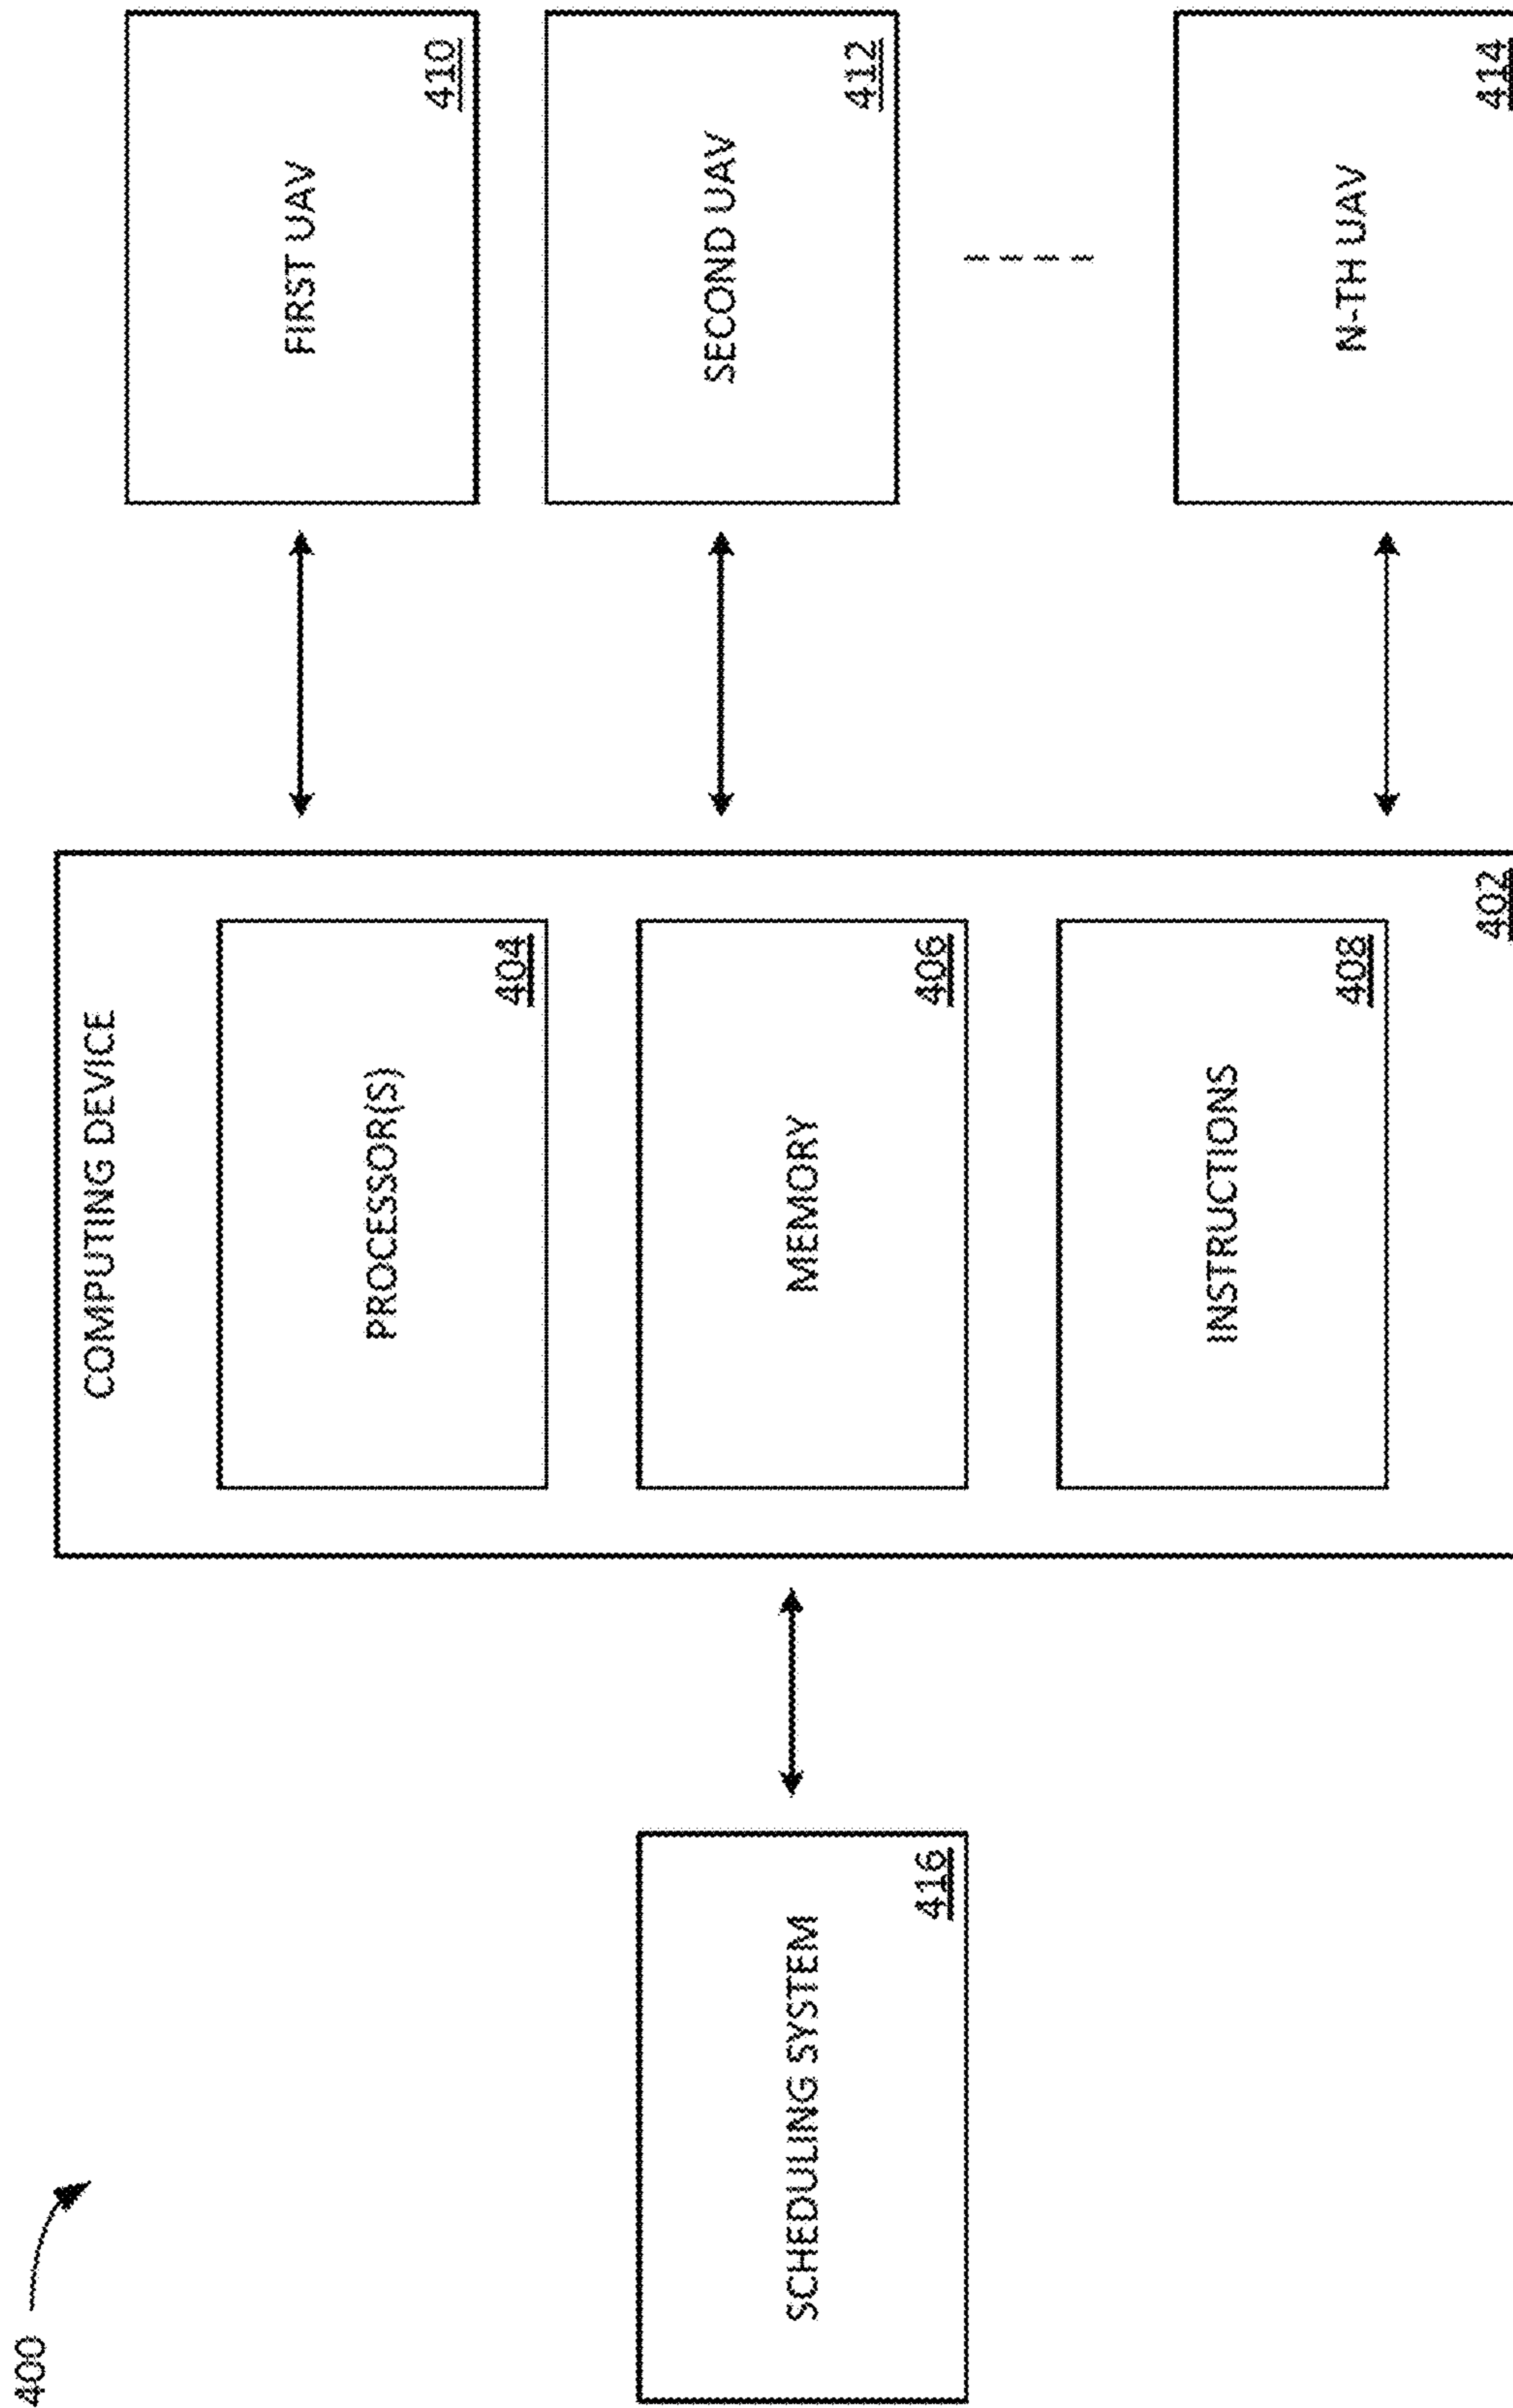 400
SCHEDULING SYSTEM
416
COMPUTING DEVICE
PROCESSOR(S)
404
MEMORY
406
INSTRUCTIONS
408
402
FIRST UAV
410
SECOND UAV
412
N-TH UAV
414